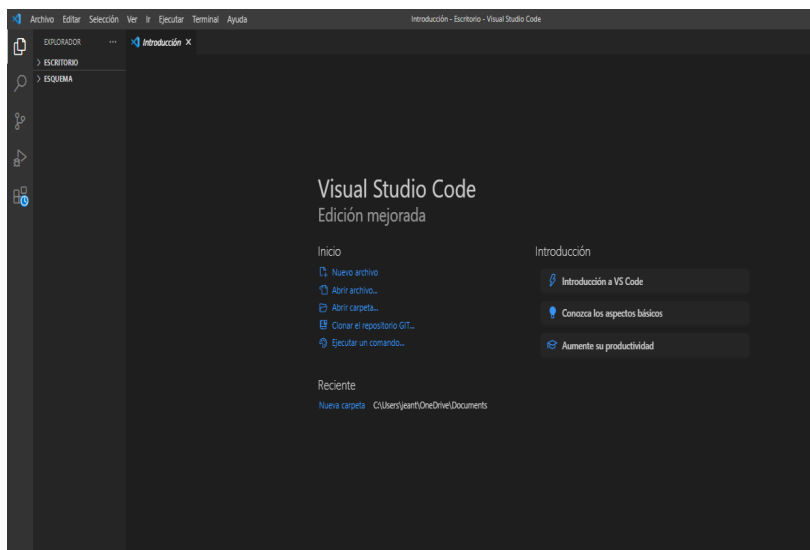 Archivo Editar Selección Ver Ir Ejecutar Terminal Ayuda
Introducción - Escritorio - Visual Studio Code
EXPLORADOR
Introducción
ESCRITORIO
ESQUEMA
Visual Studio Code
Edición mejorada
Inicio
Nuevo archivo
Abrir archivo...
Abrir carpeta...
Clonar el repositorio GIT...
Ejecutar un comando...
Reciente
Nueva carpeta C:\Users\jeant\OneDrive\Documents
Introducción
Introducción a VS Code
Conozca los aspectos básicos
Aumente su productividad